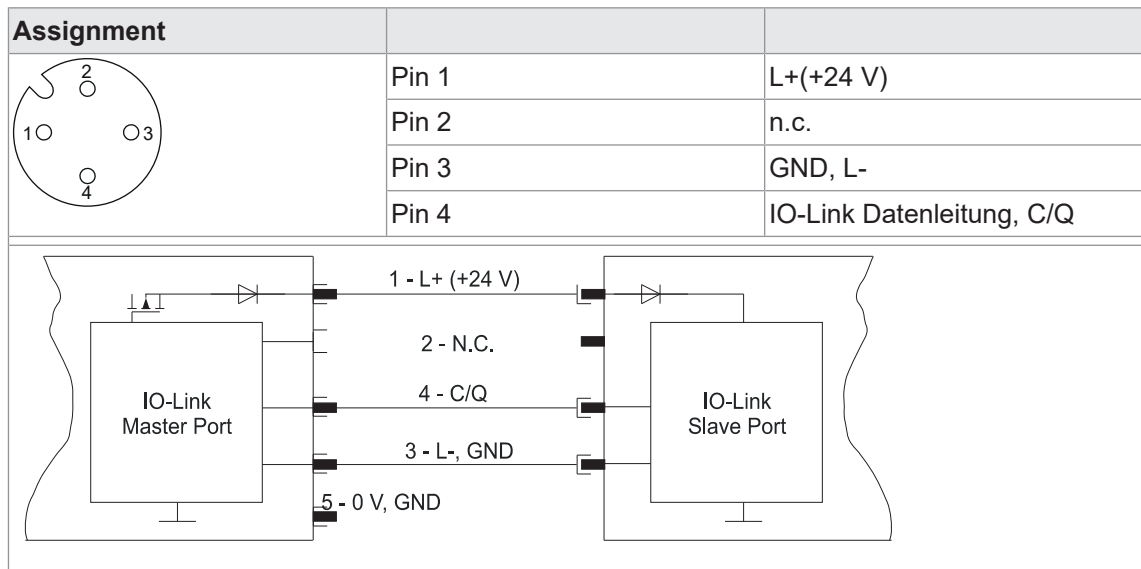 Assignment
2
1 3
4
Pin 1 L+(+24 V)
Pin 2 n.c.
Pin 3 GND, L-
Pin 4 IO-Link Datenleitung, C/Q
1 - L+ (+24 V)
2 - N.C.
4 - C/Q
3 - L-, GND
5 - 0 V, GND
IO-Link
Master Port
IO-Link
Slave Port